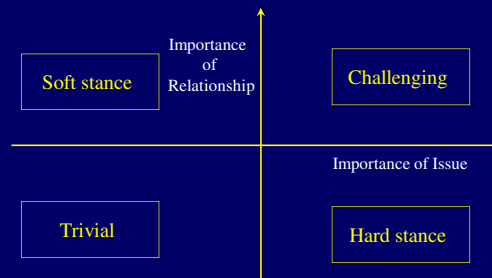 Importance
of
Relationship
Soft stance
Challenging
Importance of Issue
Trivial
Hard stance